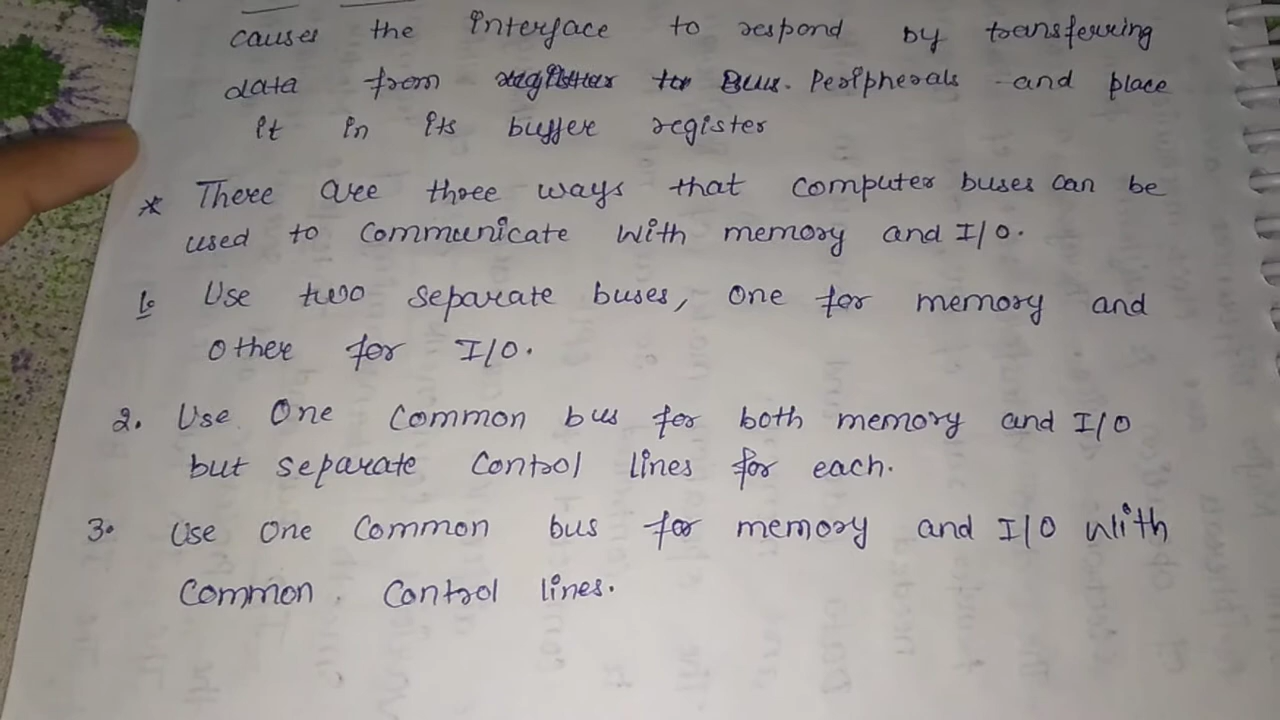 causes the interface to respond by transferring
data from register to Bus. Peripherals and place
it in its buffer register
* There are three ways that computer buses can be
used to communicate with memory and I/O.
1. Use two separate buses, one for memory and
other for I/O.
2. Use One Common bus for both memory and I/O
but separate control lines for each.
3. Use One Common bus for memory and I/O with
Common Control lines.